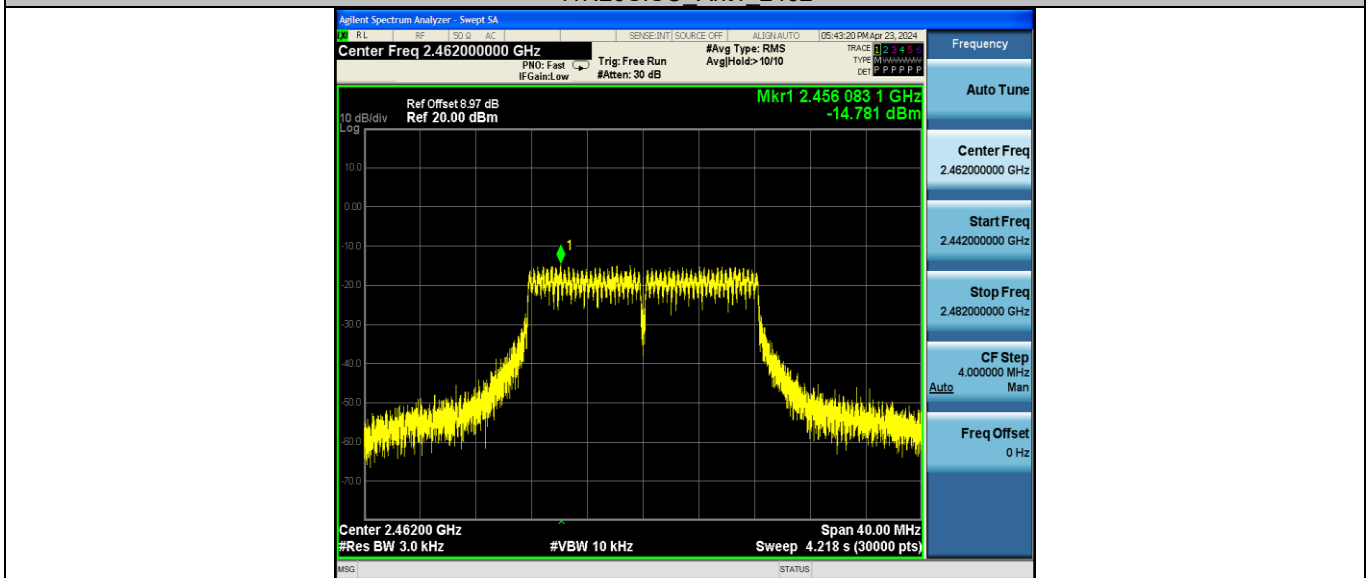 Agilent Spectrum Analyzer - Swept SA
RL RF 50 Ω AC SENSE:INT SOURCE OFF ALIGN AUTO 05:43:20 PM Apr 23, 2024
Center Freq 2.462000000 GHz
PNO: Fast
IFGain:Low
Trig: Free Run
#Atten: 30 dB
#Avg Type: RMS
Avg|Hold:>10/10
TRACE 1 2 3 4 5 6
TYPE M
DET P P P P P P
Mkr1 2.456 083 1 GHz
-14.781 dBm
Ref Offset 8.97 dB
10 dB/div Ref 20.00 dBm
Log
10.0
0.00
-10.0
-20.0
-30.0
-40.0
-50.0
-60.0
-70.0
1
Center 2.46200 GHz Span 40.00 MHz
#Res BW 3.0 kHz #VBW 10 kHz Sweep 4.218 s (30000 pts)
MSG STATUS
Frequency
Auto Tune
Center Freq
2.462000000 GHz
Start Freq
2.442000000 GHz
Stop Freq
2.482000000 GHz
CF Step
4.000000 MHz
Auto Man
Freq Offset
0 Hz